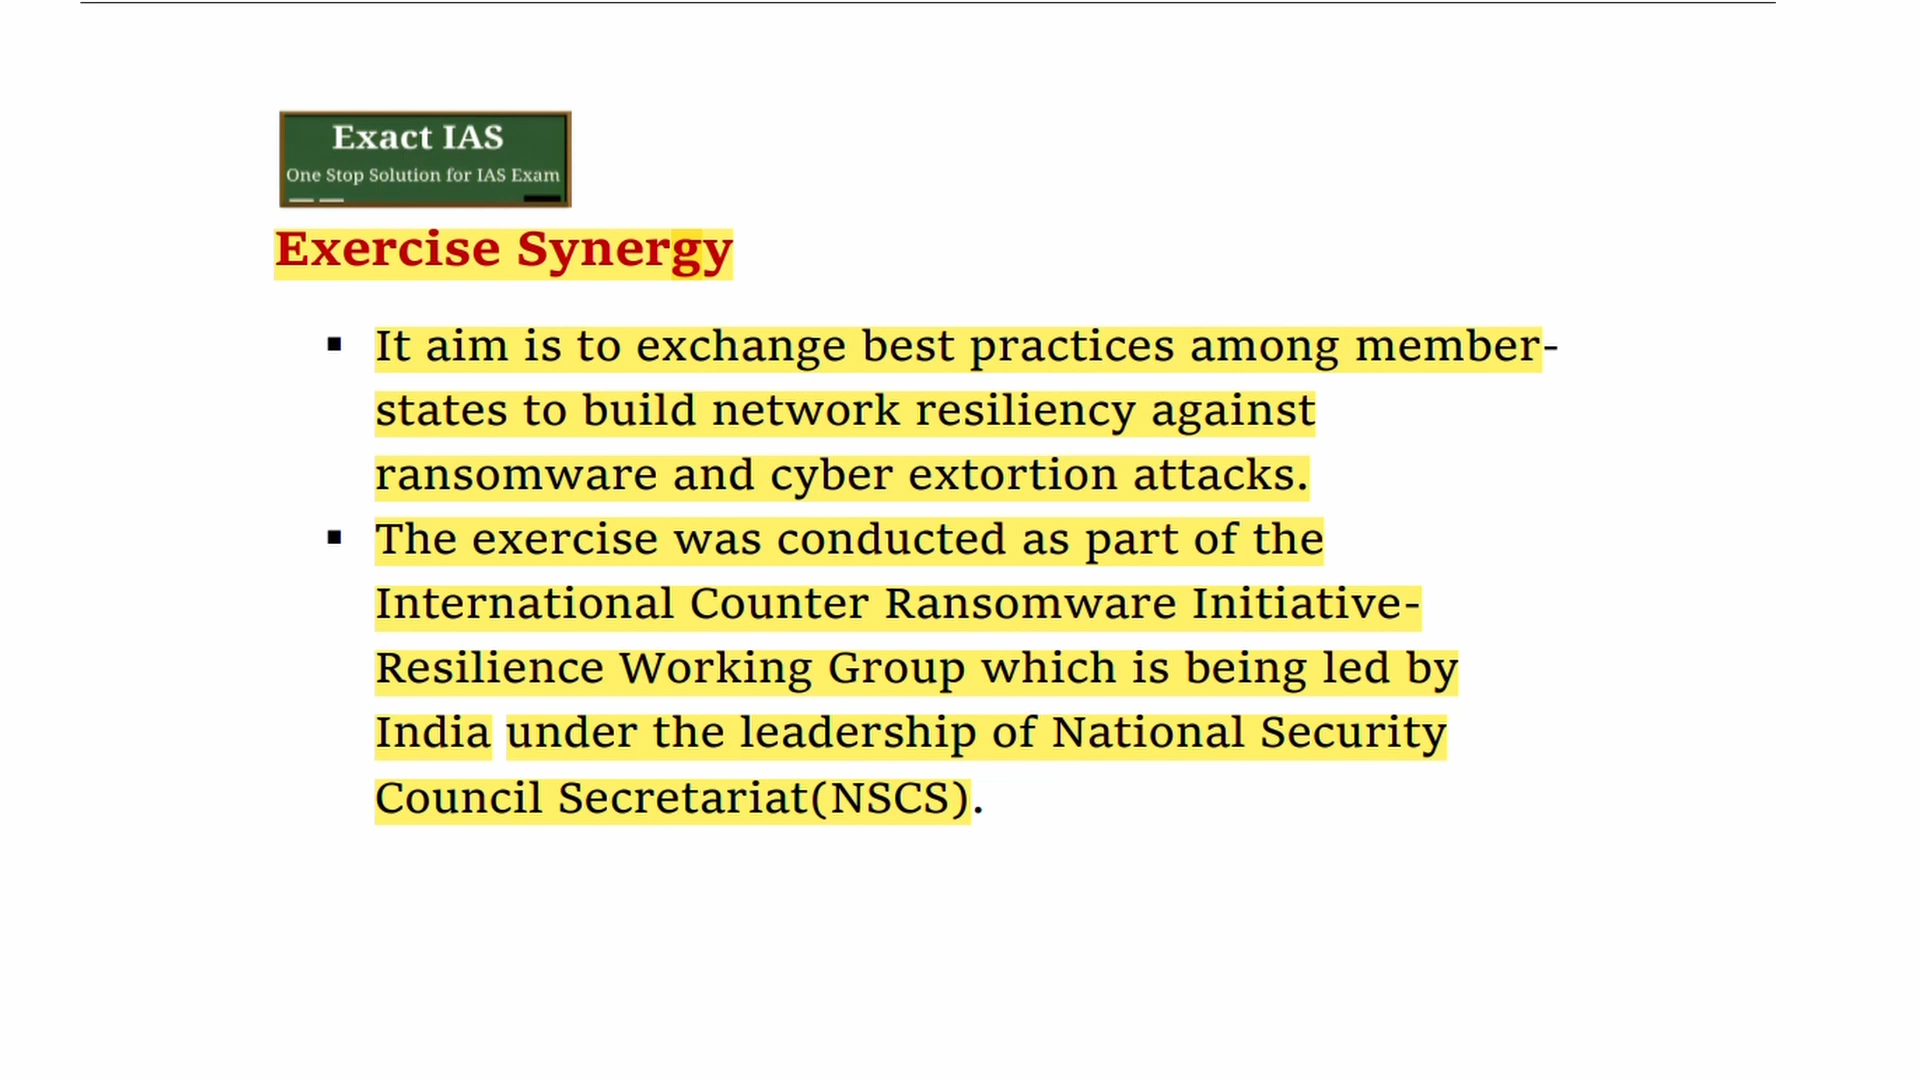 Exact IAS
One Stop Solution for IAS Exam
Exercise Synergy
▪ It aim is to exchange best practices among member-
states to build network resiliency against
ransomware and cyber extortion attacks.
▪ The exercise was conducted as part of the
International Counter Ransomware Initiative-
Resilience Working Group which is being led by
India under the leadership of National Security
Council Secretariat(NSCS).